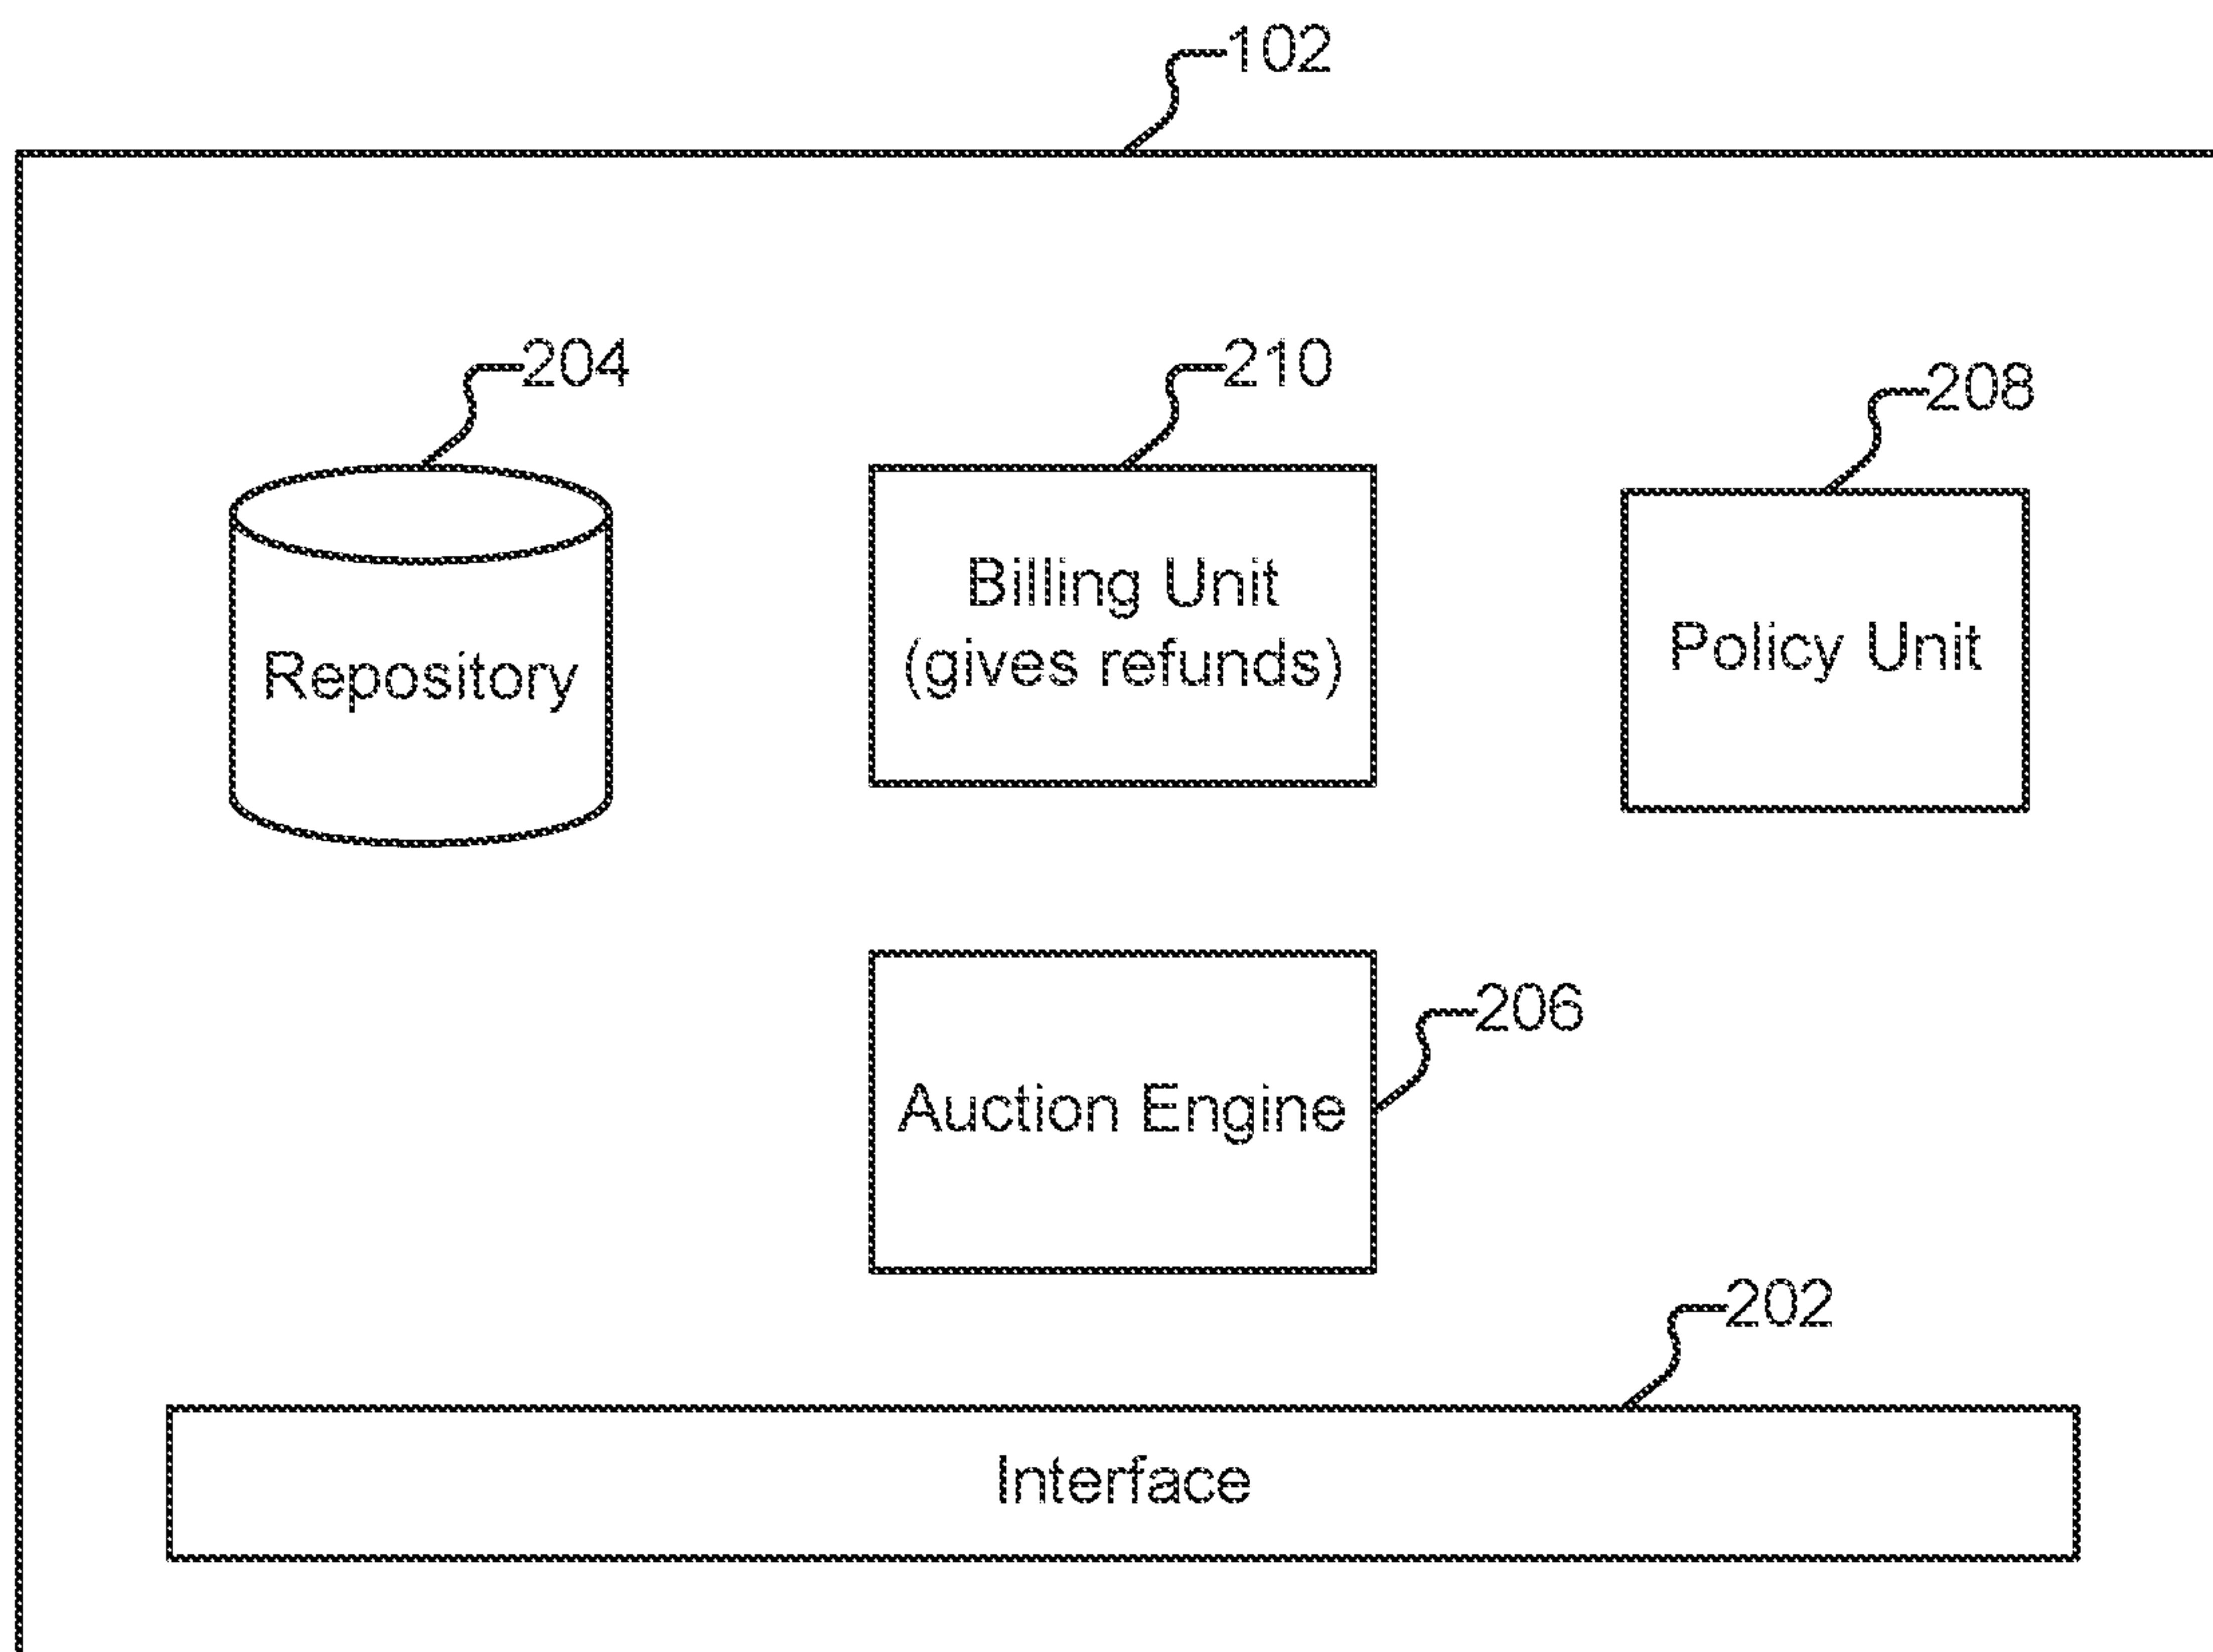 102
204
210
208
Repository
Billing Unit
(gives refunds)
Policy Unit
206
Auction Engine
202
Interface